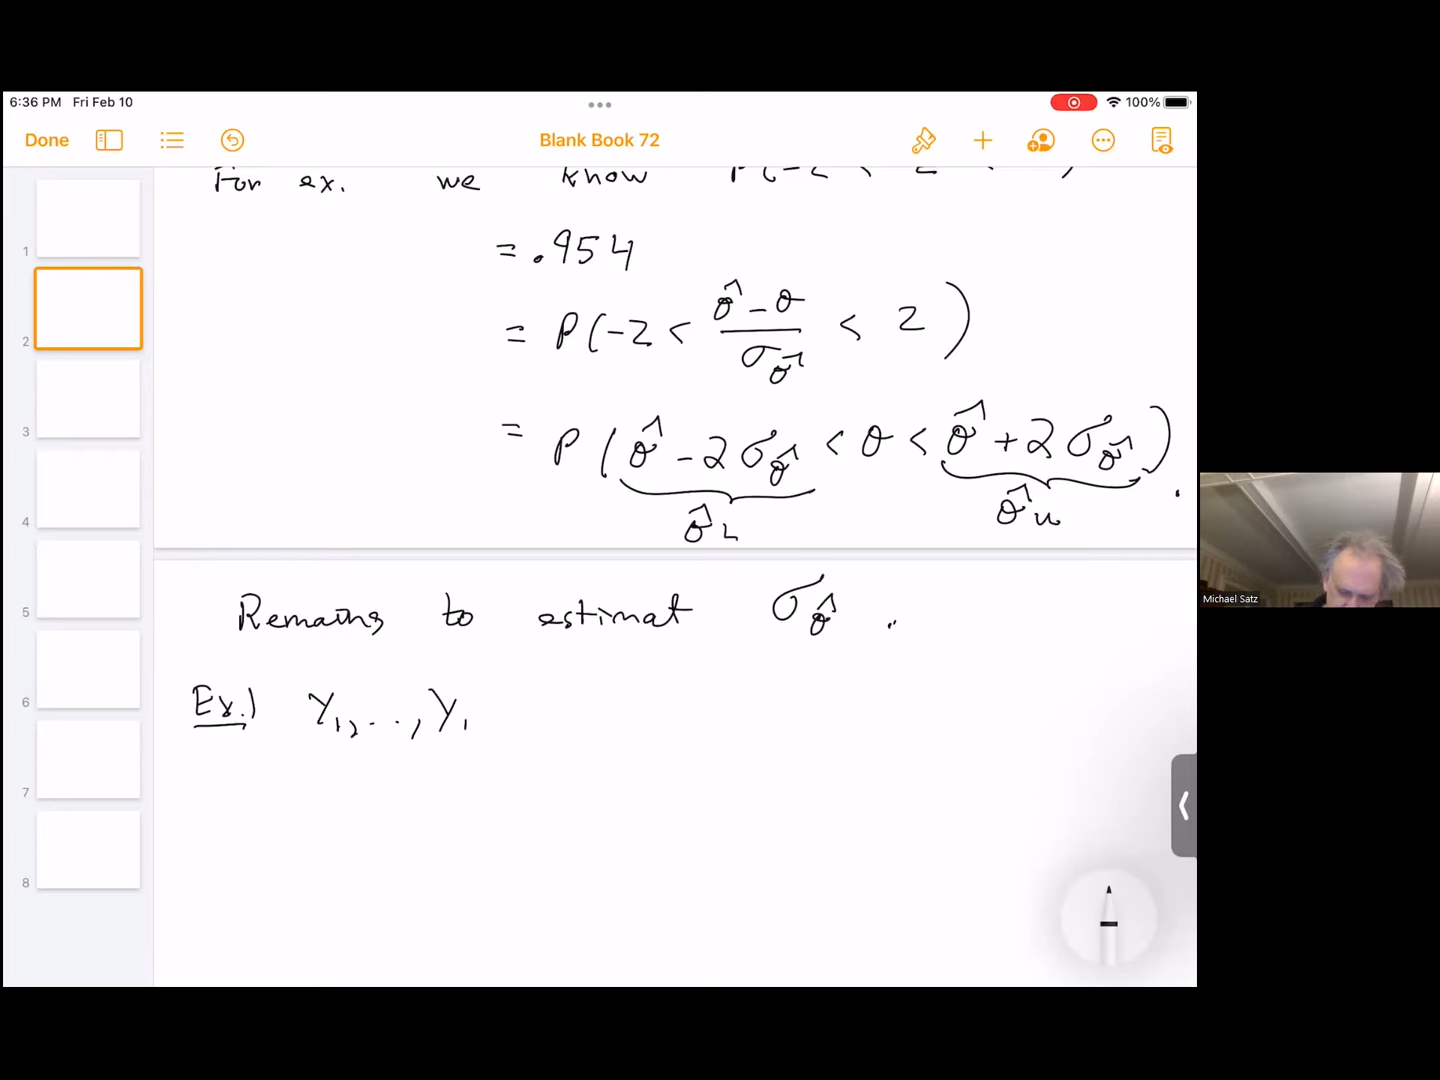 6:36 PM Fri Feb 10
100%
Done
Blank Book 72
For ex. we know P(-2 <
= .954
= P(-2 < (θ̂ - θ)/σ_θ̂ < 2)
= P(θ̂ - 2σ_θ̂ < θ < θ̂ + 2σ_θ̂).
θ̂_L θ̂_u
Remains to estimat σ_θ̂ .
Ex.) Y₁, ..., Y₁
1
2
3
4
5
6
7
8
Michael Satz